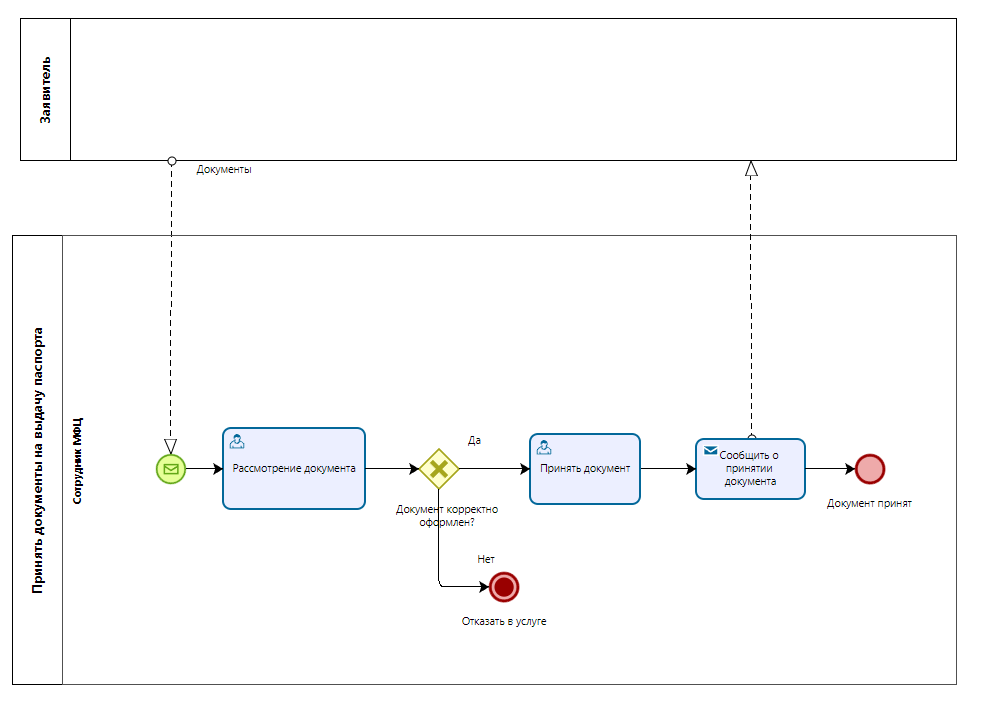 Заявитель
Документы
Принять документы на выдачу паспорта
Сотрудник МФЦ
Рассмотрение документа
Да
Документ корректно
оформлен?
Принять документ
Сообщить о
принятии
документа
Документ принят
Нет
Отказать в услуге